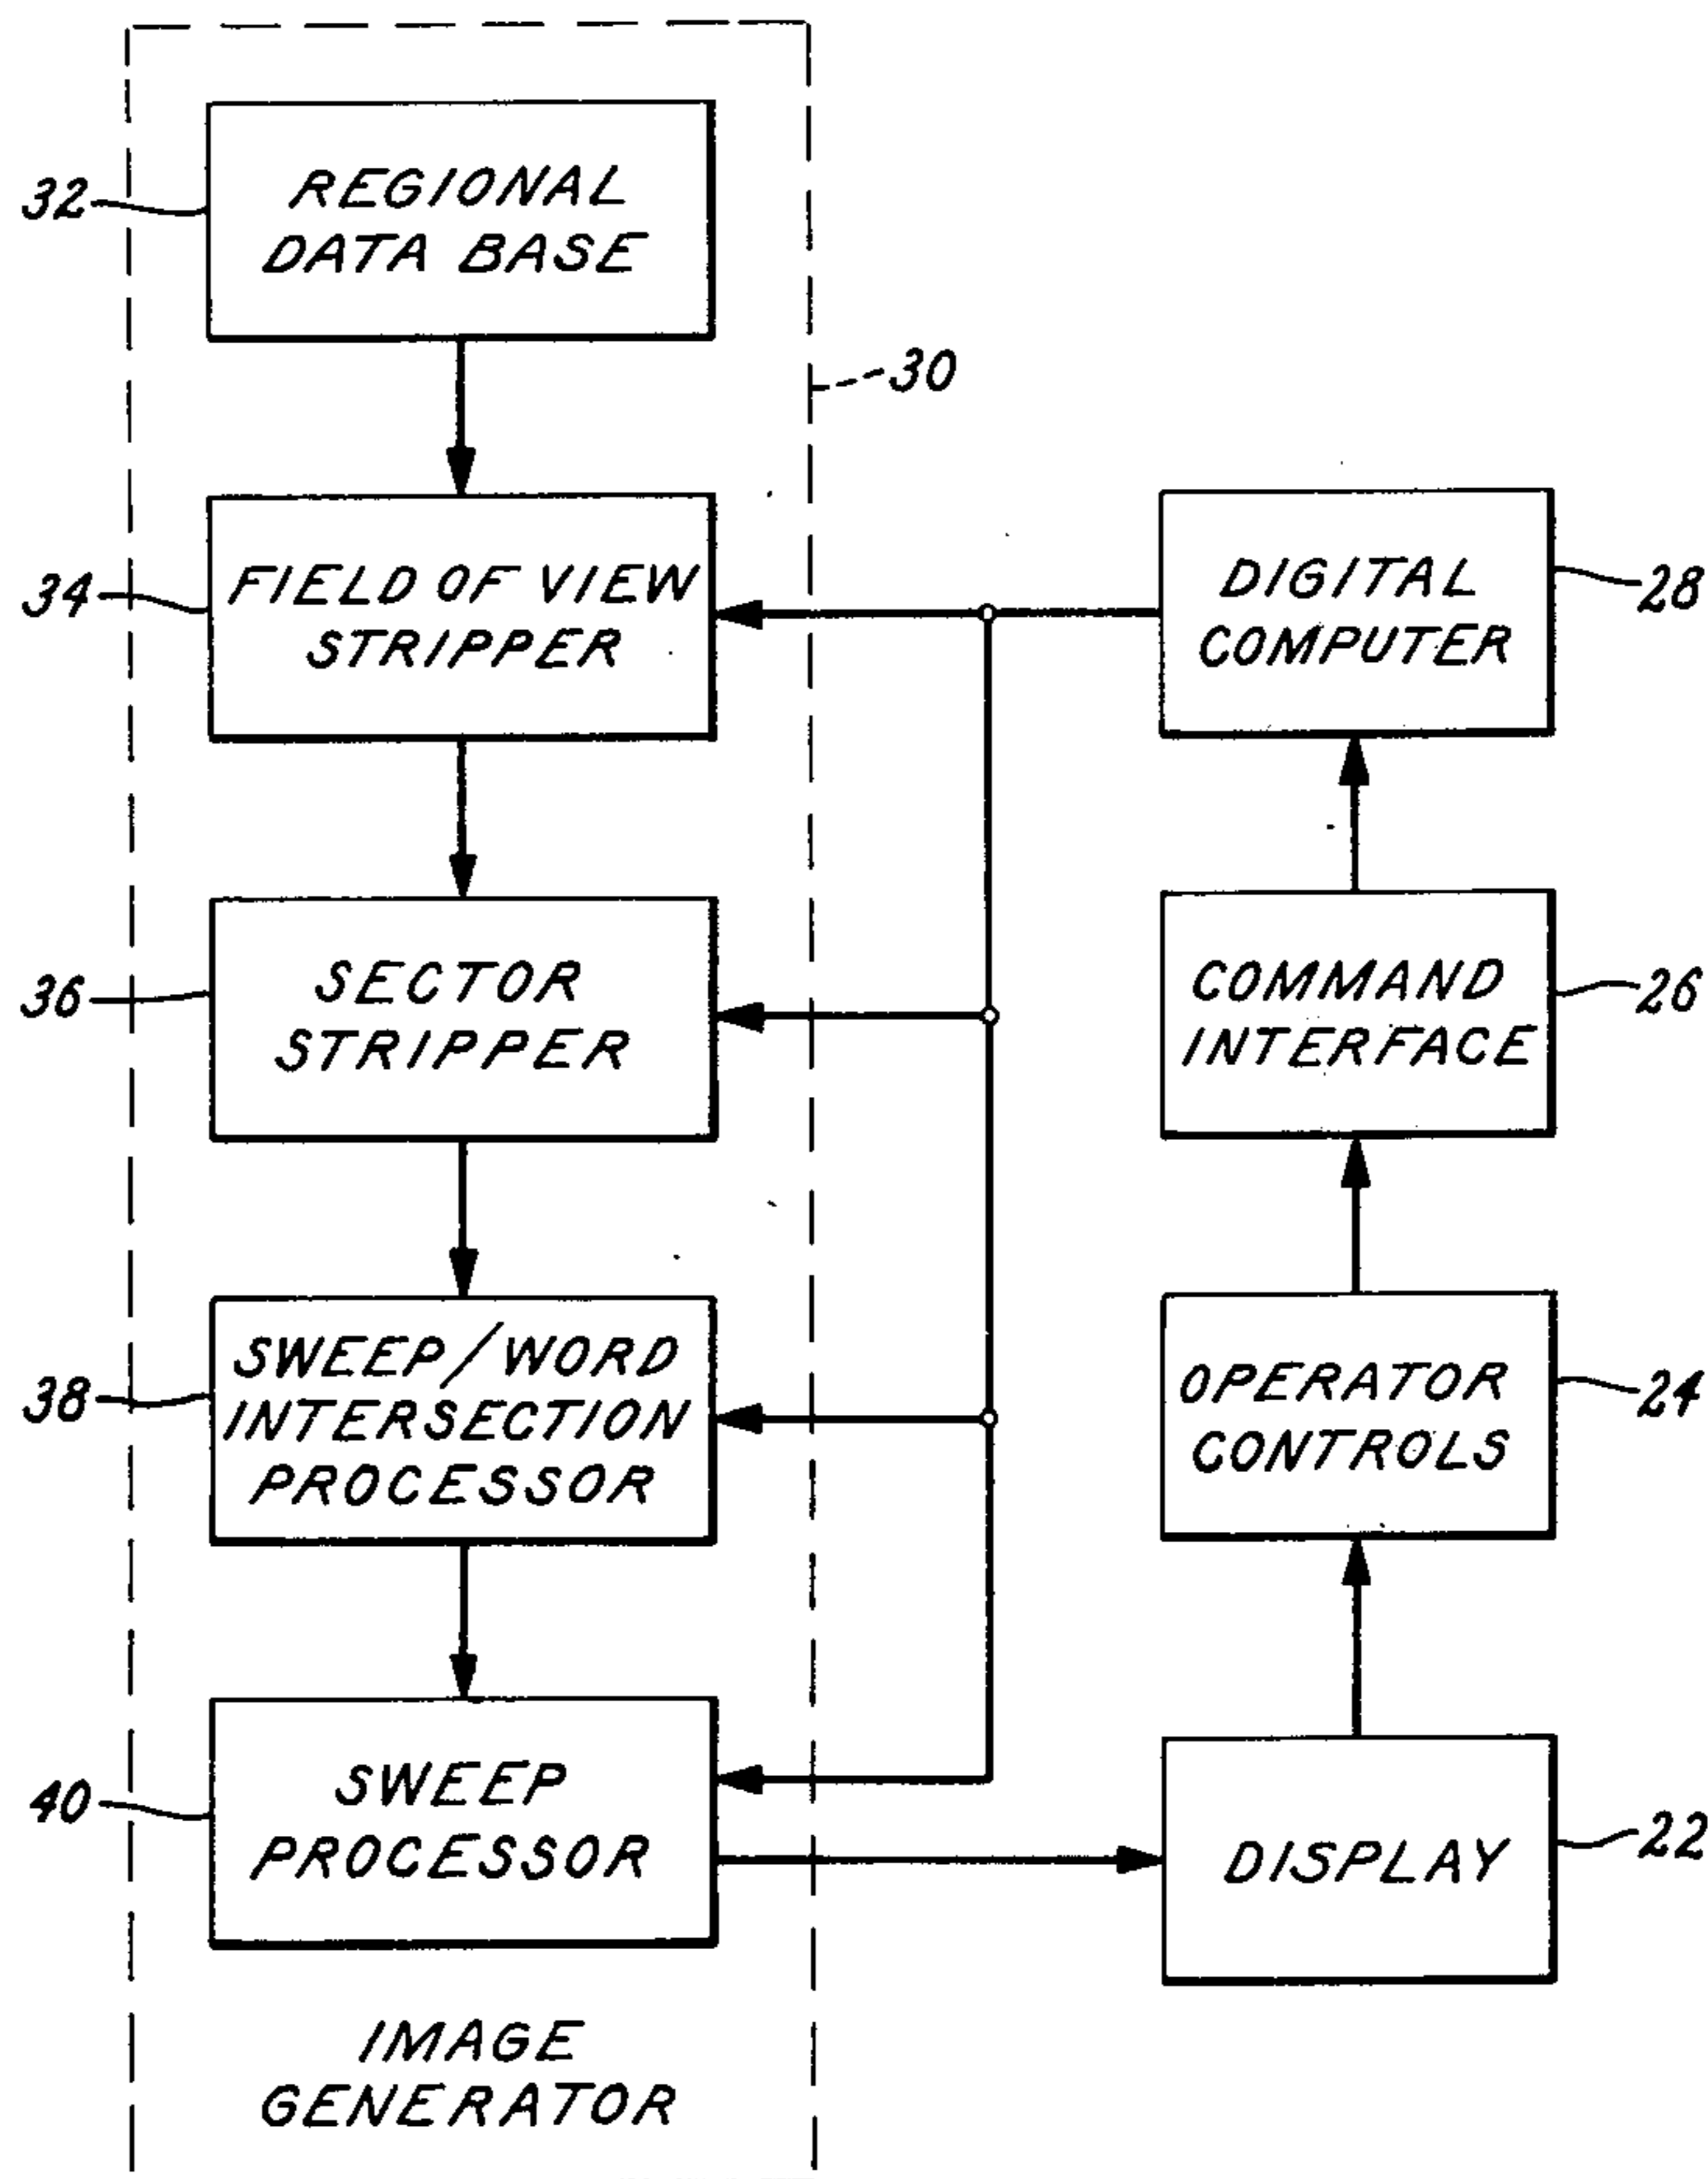 32
REGIONAL
DATA BASE
30
34
FIELD OF VIEW
STRIPPER
DIGITAL
COMPUTER
28
36
SECTOR
STRIPPER
COMMAND
INTERFACE
26
38
SWEEP/WORD
INTERSECTION
PROCESSOR
OPERATOR
CONTROLS
24
40
SWEEP
PROCESSOR
DISPLAY
22
IMAGE
GENERATOR